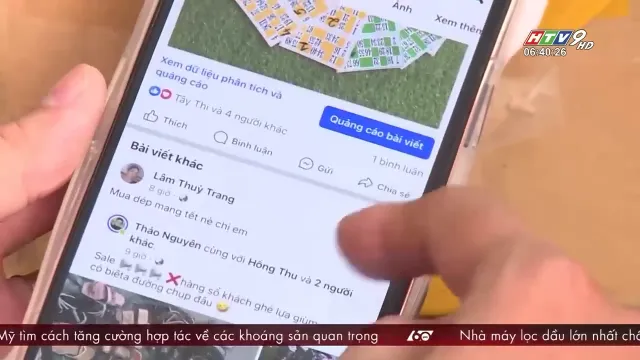 Ảnh
Xem thêm
HTV9 HD
06:40:26
Xem dữ liệu phân tích và
quảng cáo
Quảng cáo bài viết
Tây Thi và 4 người khác
1 bình luận
Thích
Bình luận
Gửi
Chia sẻ
Bài viết khác
Lâm Thuỳ Trang
8 giờ
Mua dép mang tết nè chị em
Thảo Nguyên cùng với Hồng Thu và 2 người
khác
9 giờ
Sale ❌hàng số khách ghé lựa giùm
có biết đường chụp đâu
Mỹ tìm cách tăng cường hợp tác về các khoáng sản quan trọng
60
Nhà máy lọc dầu lớn nhất ch